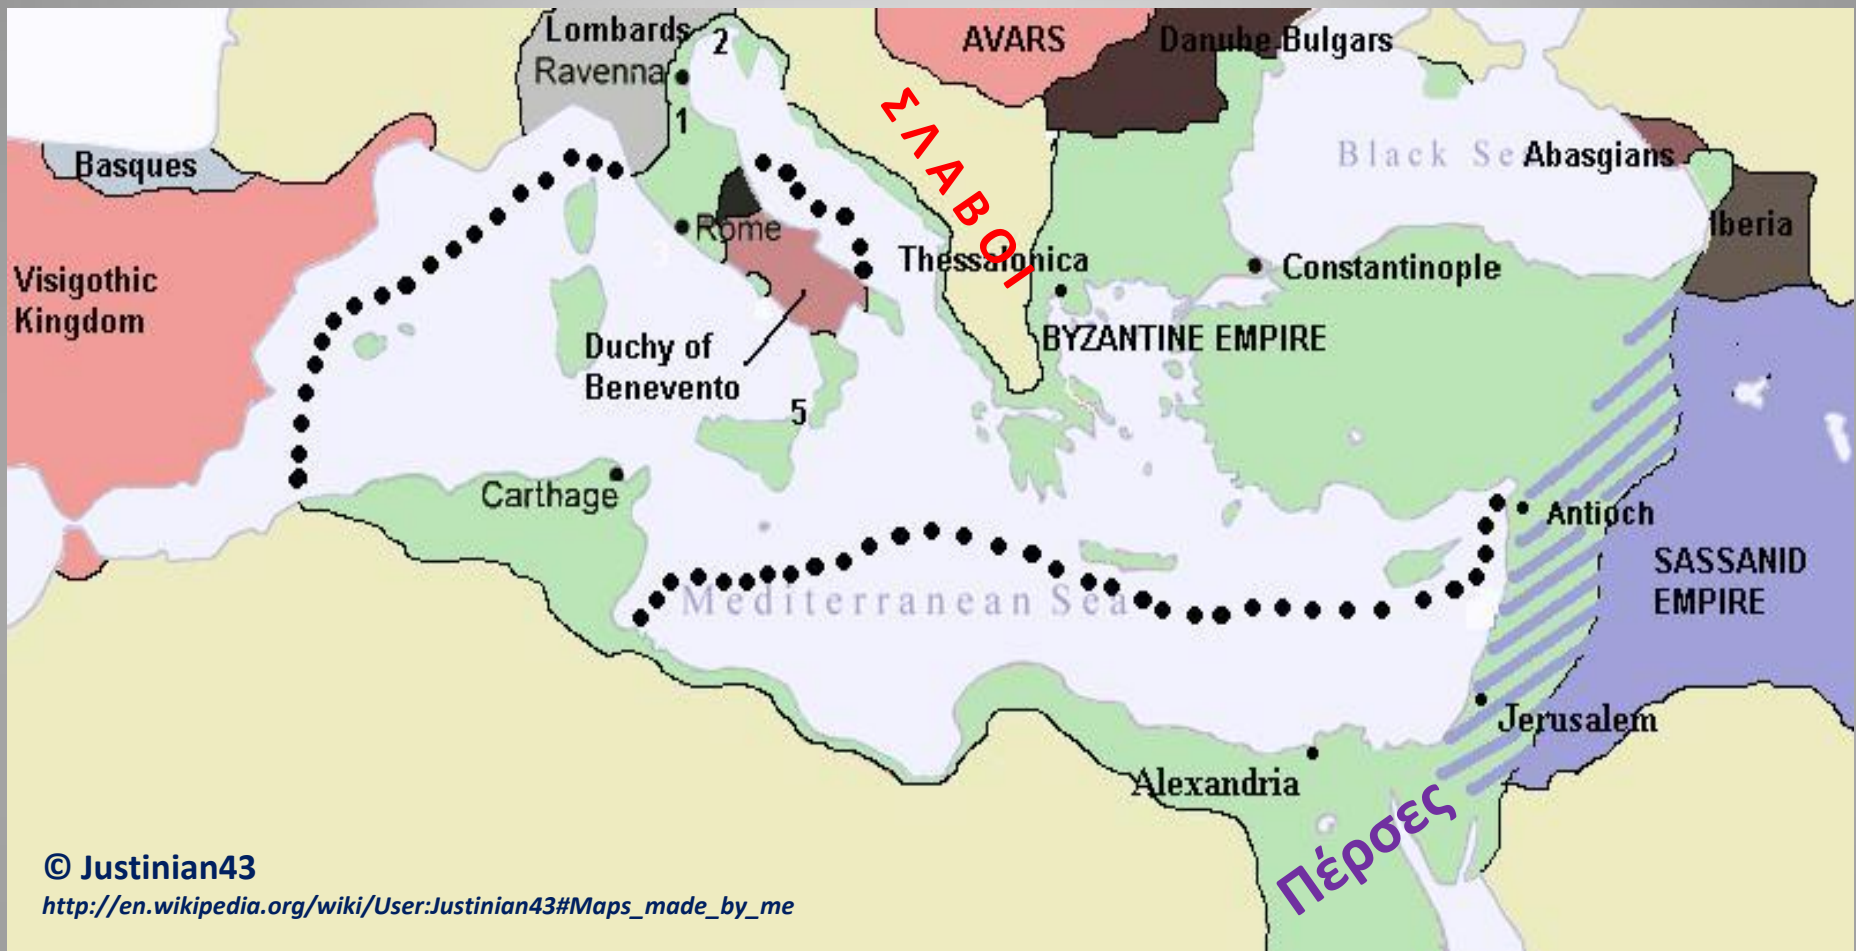 Lombards
2
AVARS
Danube Bulgars
Ravenna
1
ΣΛΑΒΟΙ
Black Sea
Abasgians
Basques
Rome
3
Iberia
Thessalonica
Constantinople
Visigothic
Kingdom
BYZANTINE EMPIRE
Duchy of
Benevento
5
Carthage
Antioch
SASSANID
EMPIRE
Mediterranean Sea
Jerusalem
Alexandria
Πέρσες
© Justinian43
http://en.wikipedia.org/wiki/User:Justinian43#Maps_made_by_me